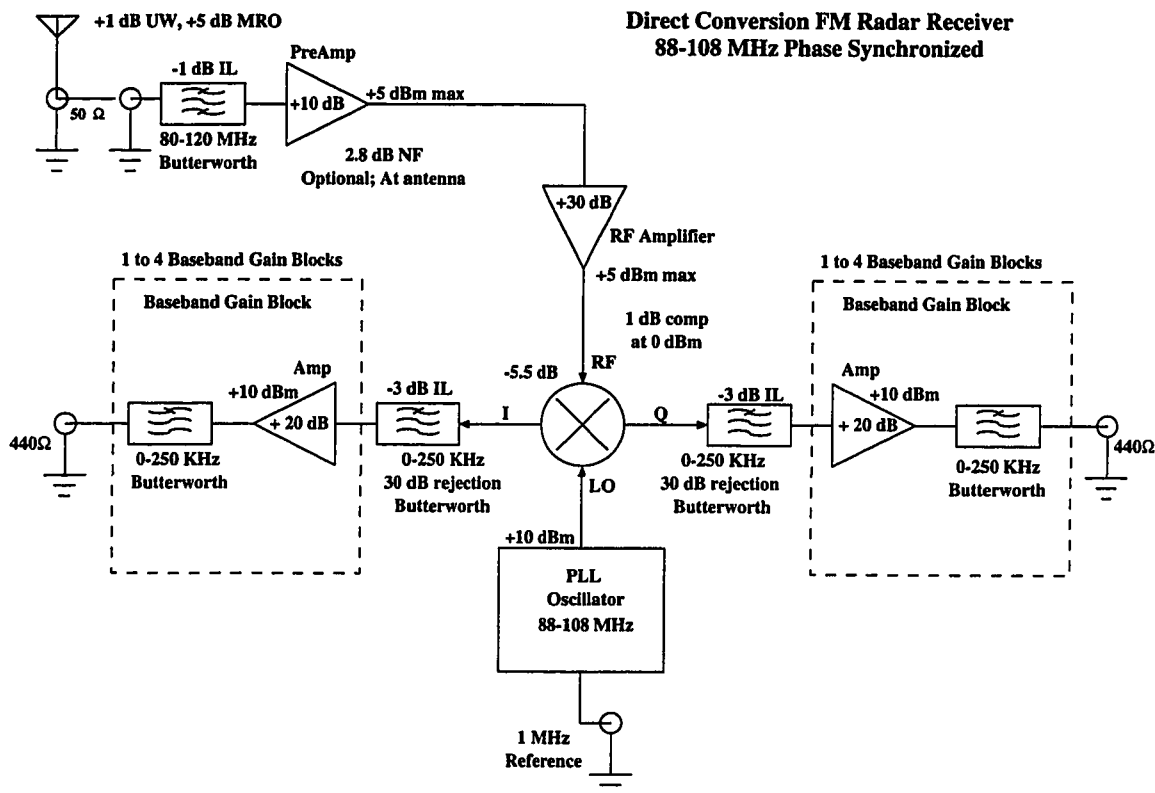 Direct Conversion FM Radar Receiver
88-108 MHz Phase Synchronized
+1 dB UW, +5 dB MRO
50 Ω
-1 dB IL
80-120 MHz
Butterworth
PreAmp
+10 dB
+5 dBm max
2.8 dB NF
Optional; At antenna
+30 dB
RF Amplifier
+5 dBm max
1 dB comp
at 0 dBm
1 to 4 Baseband Gain Blocks
Baseband Gain Block
Amp
+10 dBm
+ 20 dB
0-250 KHz
Butterworth
440Ω
-3 dB IL
0-250 KHz
30 dB rejection
Butterworth
I
-5.5 dB
RF
Q
LO
-3 dB IL
0-250 KHz
30 dB rejection
Butterworth
1 to 4 Baseband Gain Blocks
Baseband Gain Block
Amp
+10 dBm
+ 20 dB
0-250 KHz
Butterworth
440Ω
+10 dBm
PLL
Oscillator
88-108 MHz
1 MHz
Reference